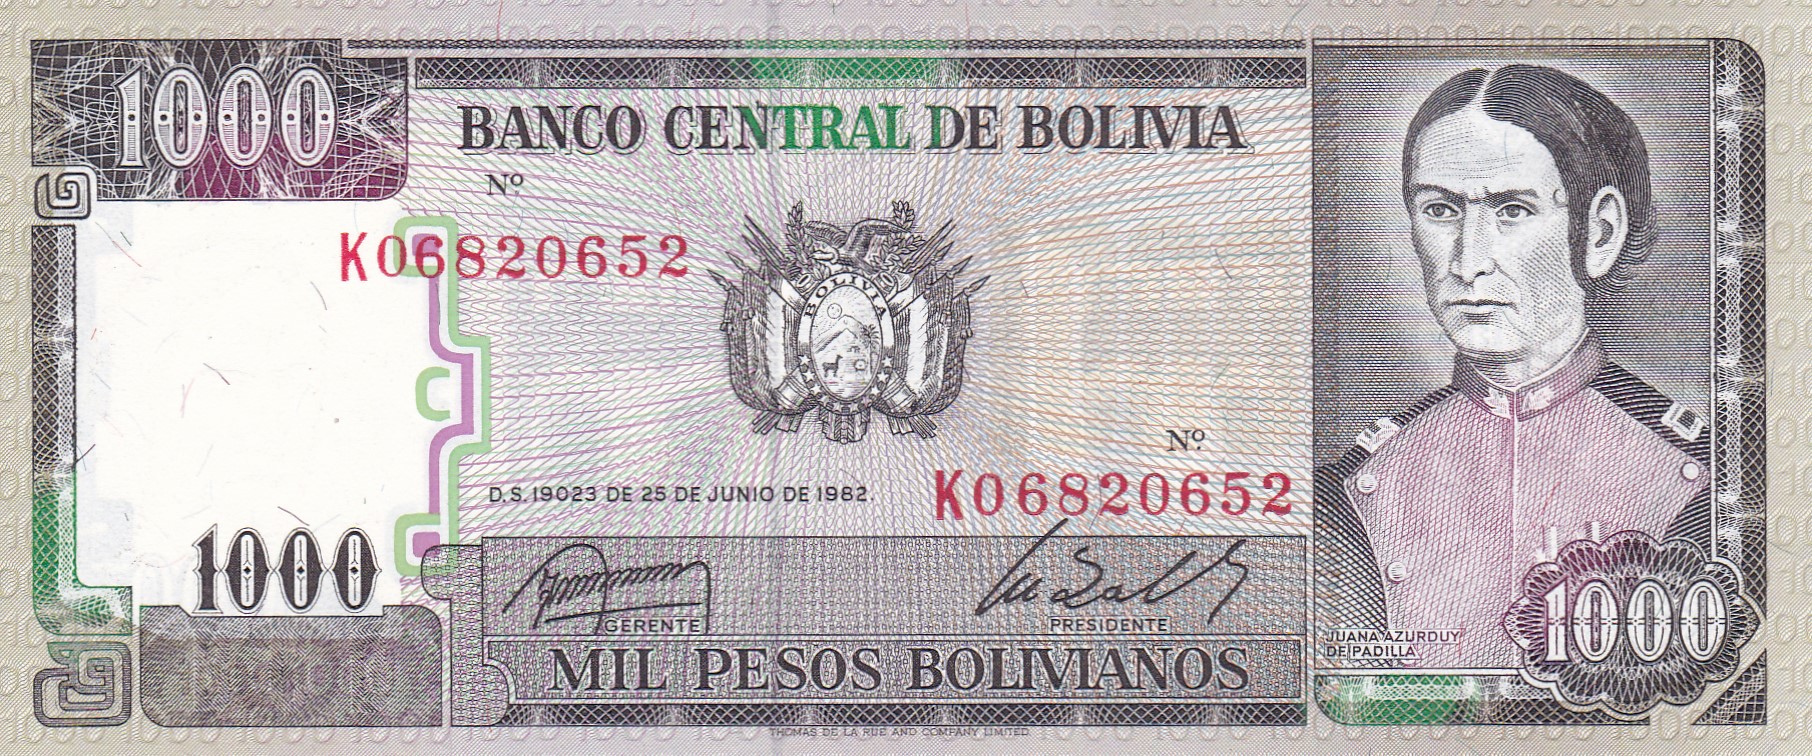 1000
BANCO CENTRAL DE BOLIVIA
Nº
K06820652
BOLIVIA
Nº.
K06820652
D.S. 19023 DE 25 DE JUNIO DE 1982.
1000
GERENTE
PRESIDENTE
MIL PESOS BOLIVIANOS
JUANA AZURDUY
DE PADILLA
1000
THOMAS DE LA RUE AND COMPANY LIMITED